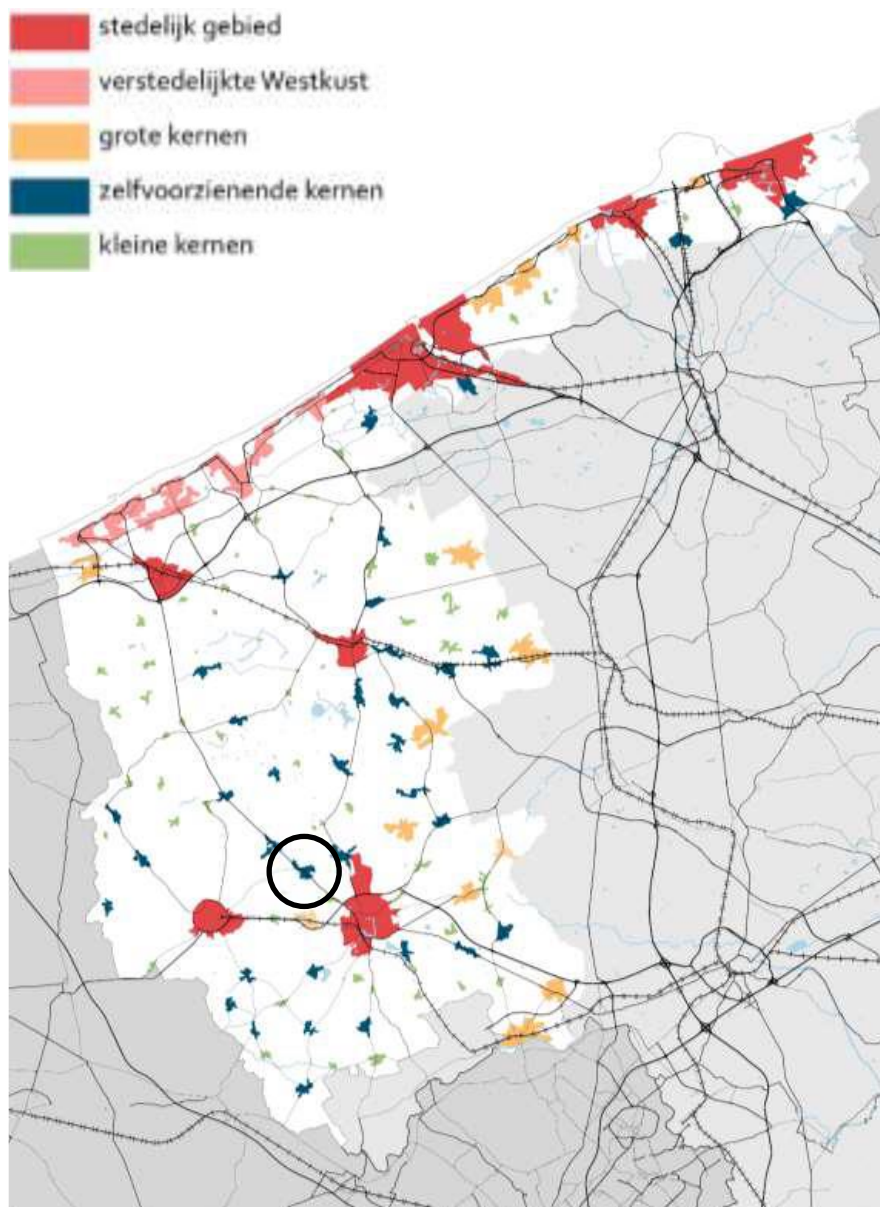 stedelijk gebied
verstedelijkte Westkust
grote kernen
zelfvoorzienende kernen
kleine kernen